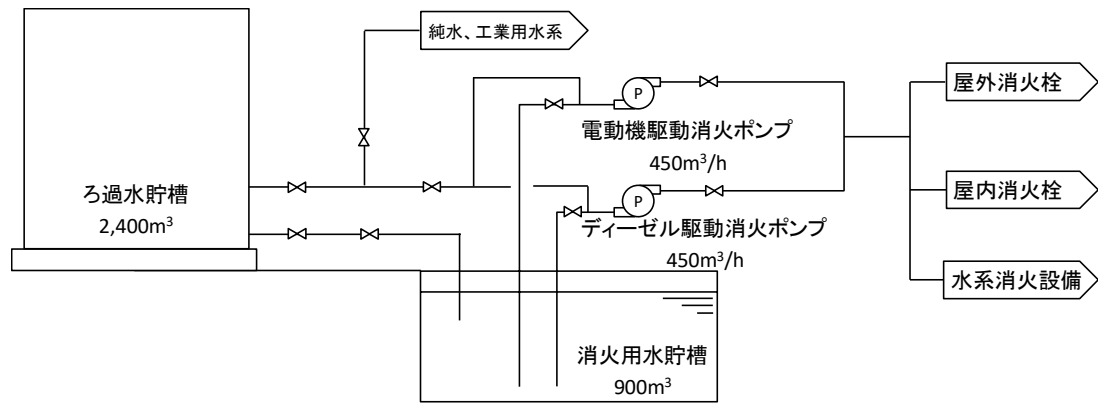 純水、工業用水系
P
電動機駆動消火ポンプ
450m³/h
屋外消火栓
ろ過水貯槽
2,400m³
P
ディーゼル駆動消火ポンプ
450m³/h
屋内消火栓
水系消火設備
消火用水貯槽
900m³